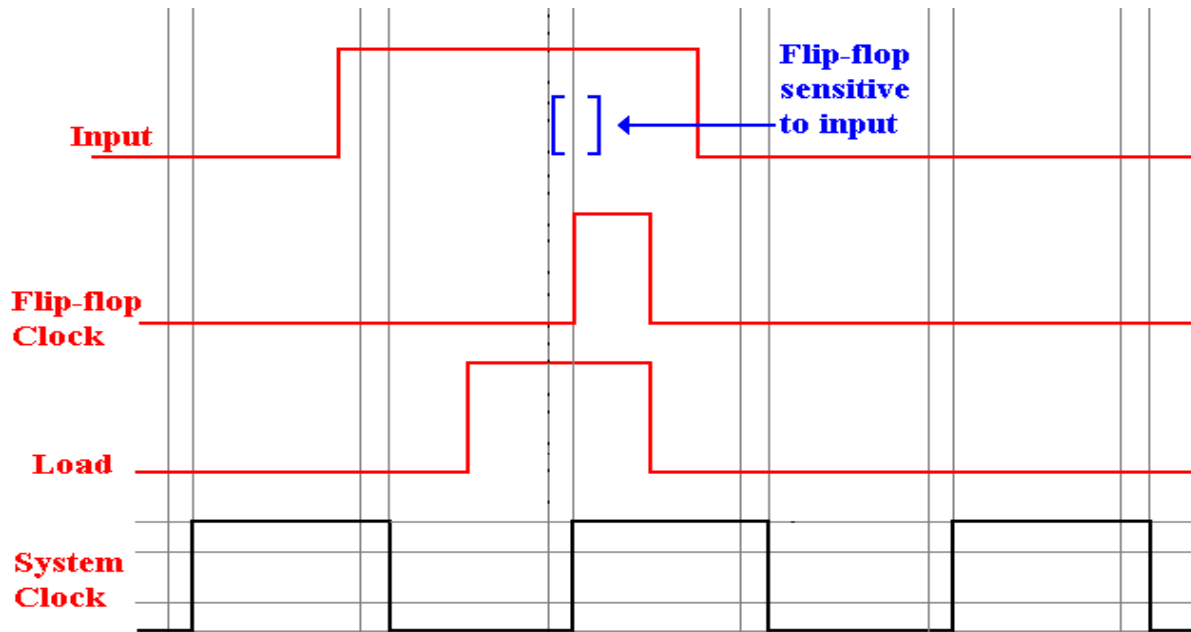 Flip-flop
sensitive
to input
Input
Flip-flop
Clock
Load
System
Clock